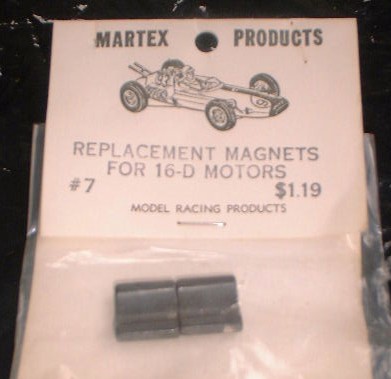 MARTEX PRODUCTS
REPLACEMENT MAGNETS
FOR 16-D MOTORS
#7 $1.19
MODEL RACING PRODUCTS